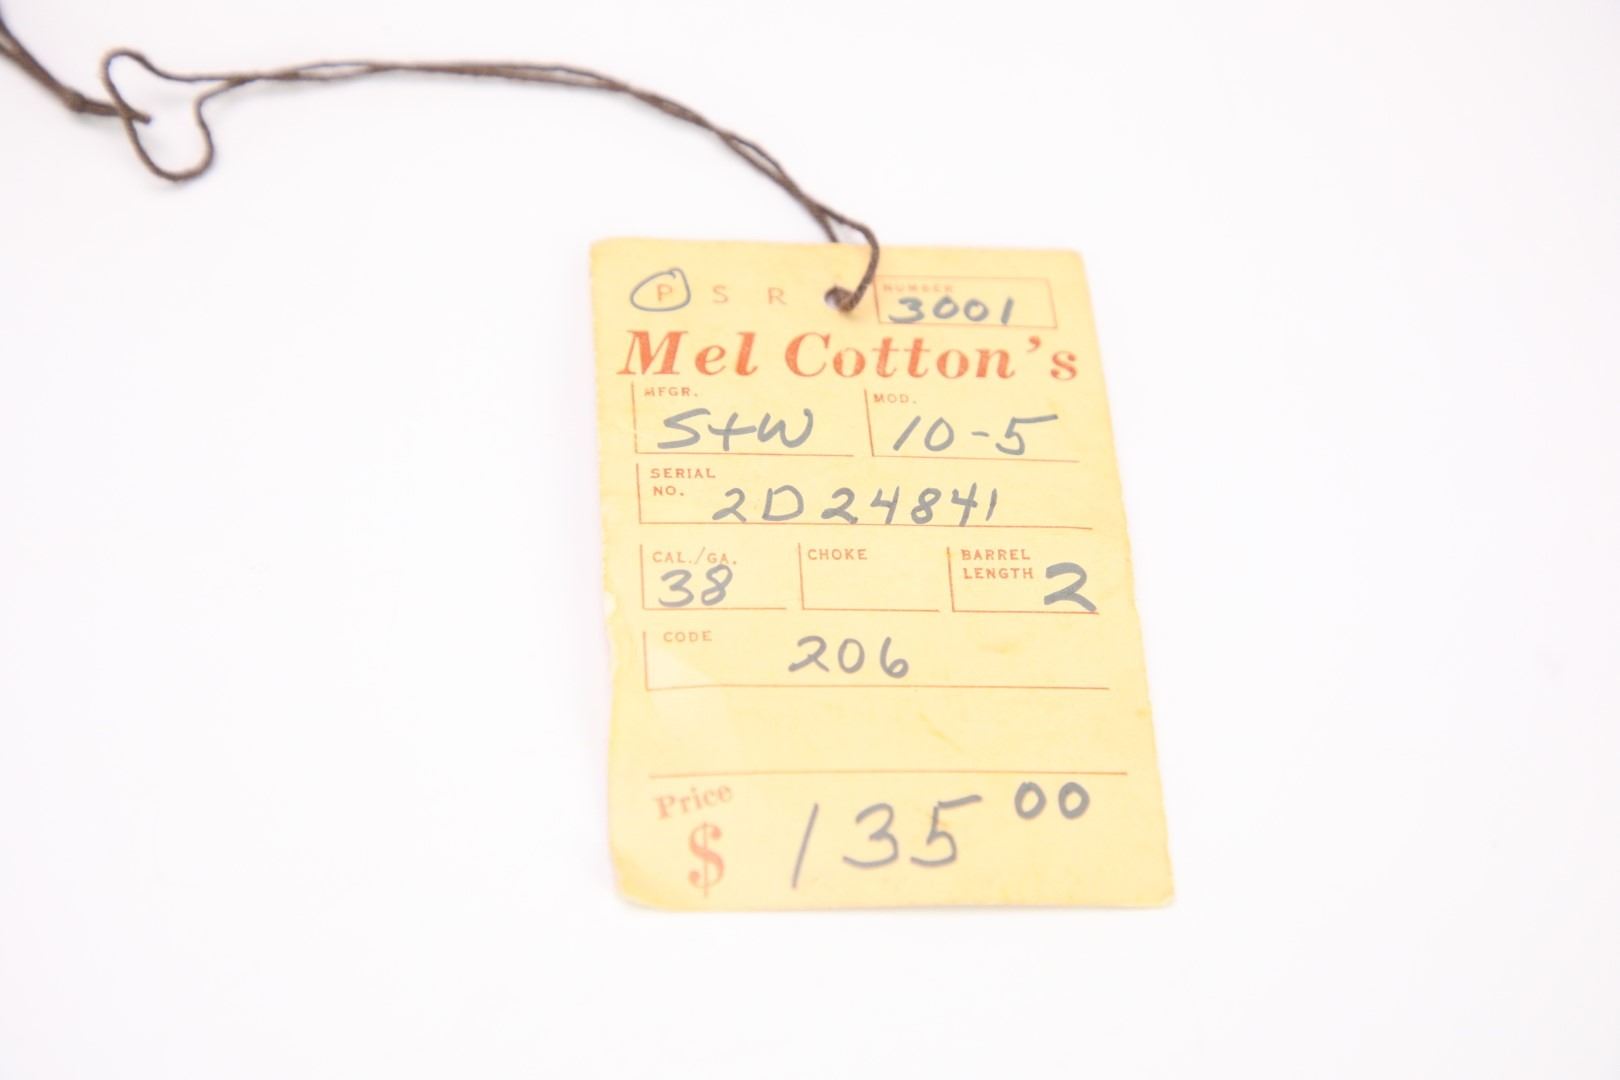 P S R NUMBER 3001
Mel Cotton's
MFGR. S+W MOD. 10-5
SERIAL NO. 2D24841
CAL./GA. 38 CHOKE BARREL LENGTH 2
CODE 206
Price $ 135 00